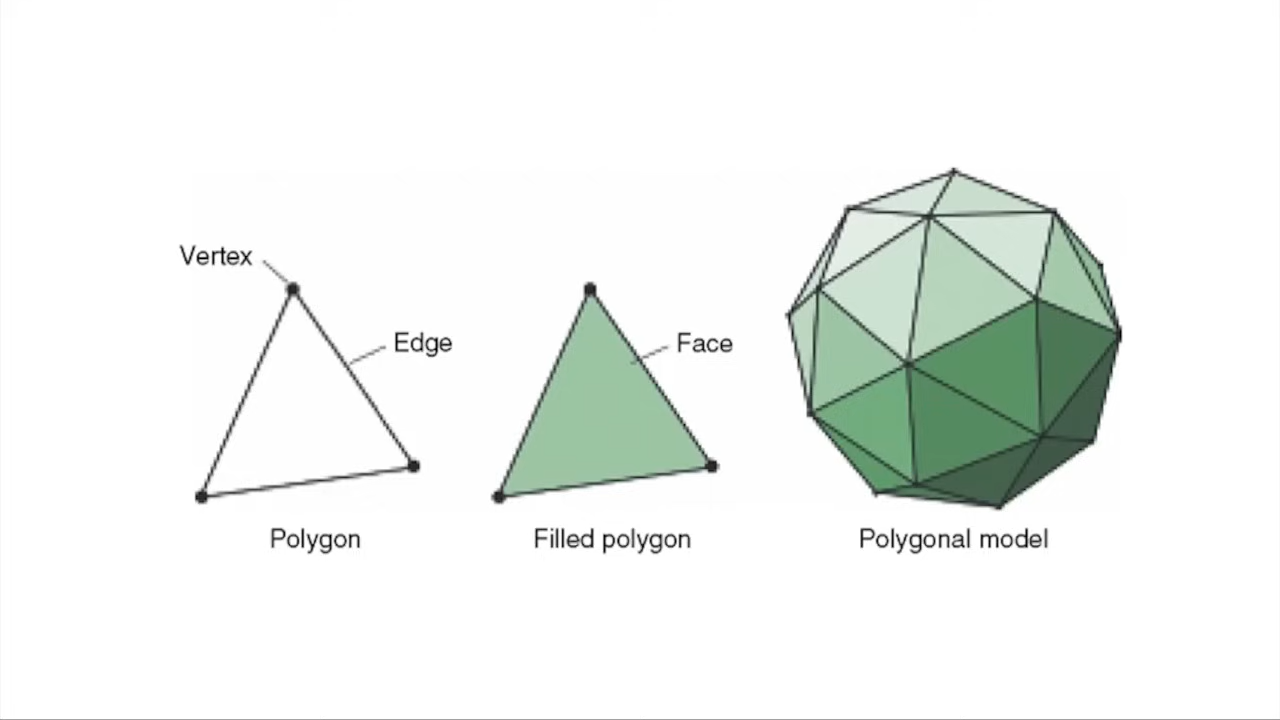 Vertex
Edge
Face
Polygon
Filled polygon
Polygonal model